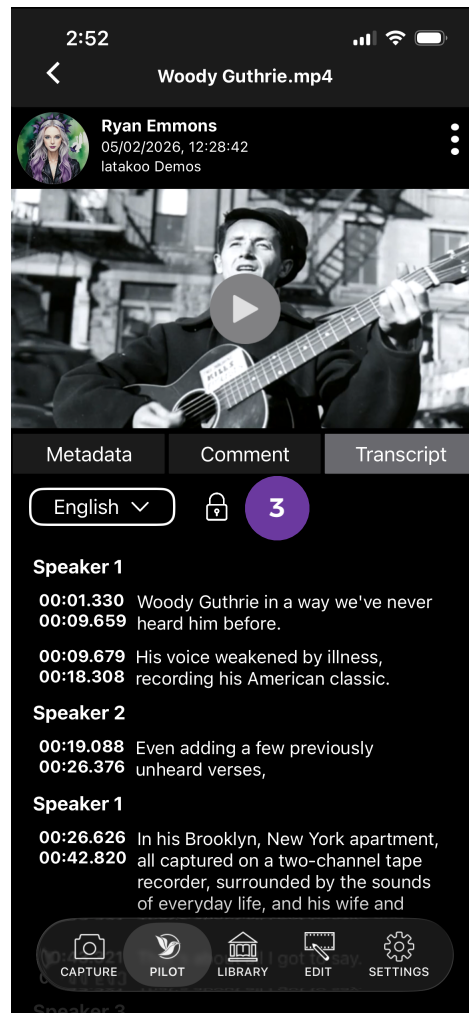 2:52
Woody Guthrie.mp4
Ryan Emmons
05/02/2026, 12:28:42
latakoo Demos
Metadata
Comment
Transcript
English
3
Speaker 1
00:01.330 Woody Guthrie in a way we've never
00:09.659 heard him before.
00:09.679 His voice weakened by illness,
00:18.308 recording his American classic.
Speaker 2
00:19.088 Even adding a few previously
00:26.376 unheard verses,
Speaker 1
00:26.626 In his Brooklyn, New York apartment,
00:42.820 all captured on a two-channel tape
recorder, surrounded by the sounds
of everyday life, and his wife and
I got to say.
CAPTURE
PILOT
LIBRARY
EDIT
SETTINGS
Speaker 3